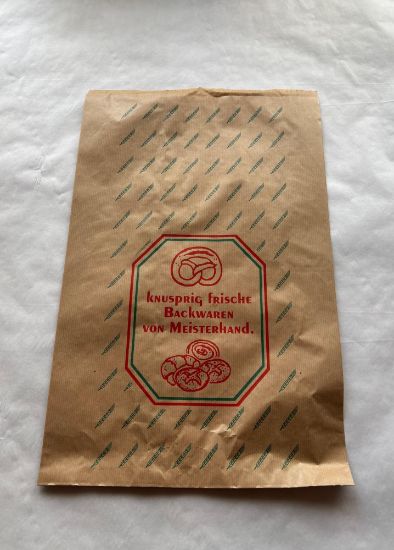 knusprig frische
Backwaren
von Meisterhand.